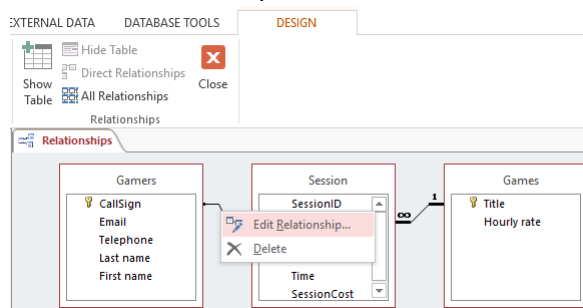 EXTERNAL DATA DATABASE TOOLS DESIGN
Show Table
Hide Table
Direct Relationships
All Relationships
Close
Relationships
Relationships
Gamers
CallSign
Email
Telephone
Last name
First name
Session
SessionID
Time
SessionCost
Edit Relationship...
Delete
∞ 1
Games
Title
Hourly rate